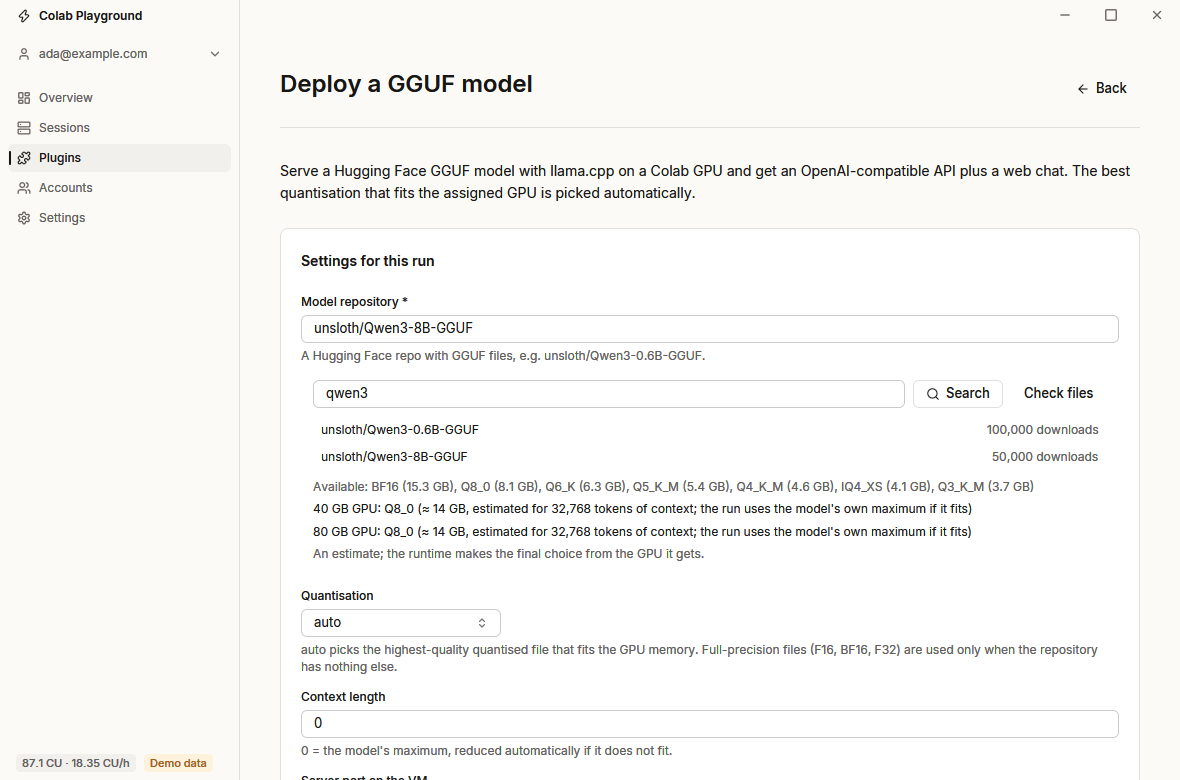 Colab Playground
ada@example.com
Overview
Sessions
Plugins
Accounts
Settings
87.1 CU · 18.35 CU/h
Demo data
Deploy a GGUF model
← Back
Serve a Hugging Face GGUF model with llama.cpp on a Colab GPU and get an OpenAI-compatible API plus a web chat. The best
quantisation that fits the assigned GPU is picked automatically.
Settings for this run
Model repository *
unsloth/Qwen3-8B-GGUF
A Hugging Face repo with GGUF files, e.g. unsloth/Qwen3-0.6B-GGUF.
qwen3
Search
Check files
unsloth/Qwen3-0.6B-GGUF 100,000 downloads
unsloth/Qwen3-8B-GGUF 50,000 downloads
Available: BF16 (15.3 GB), Q8_0 (8.1 GB), Q6_K (6.3 GB), Q5_K_M (5.4 GB), Q4_K_M (4.6 GB), IQ4_XS (4.1 GB), Q3_K_M (3.7 GB)
40 GB GPU: Q8_0 (≈ 14 GB, estimated for 32,768 tokens of context; the run uses the model's own maximum if it fits)
80 GB GPU: Q8_0 (≈ 14 GB, estimated for 32,768 tokens of context; the run uses the model's own maximum if it fits)
An estimate; the runtime makes the final choice from the GPU it gets.
Quantisation
auto
auto picks the highest-quality quantised file that fits the GPU memory. Full-precision files (F16, BF16, F32) are used only when the repository
has nothing else.
Context length
0
0 = the model's maximum, reduced automatically if it does not fit.
Server port on the VM